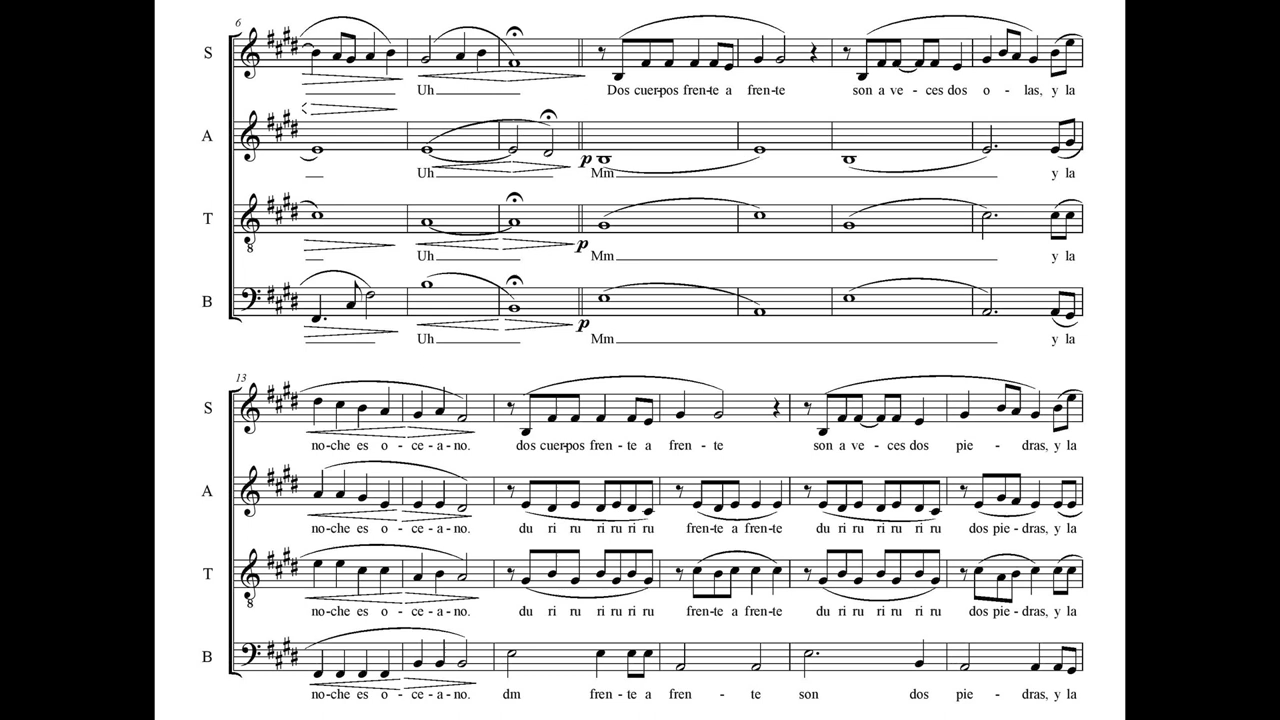 6
S
Uh Dos cuer-pos fren-te a fren-te son a ve - ces dos o - las, y la
A
p
Uh Mm y la
T
8
p
Uh Mm y la
B
p
Uh Mm y la
13
S
no-che es o - ce - a - no. dos cuer-pos fren - te a fren - te son a ve - ces dos pie - dras, y la
A
no-che es o - ce - a - no. du ri ru ri ru ri ru fren-te a fren-te du ri ru ri ru ri ru dos pie - dras, y la
T
8
no-che es o - ce - a - no. du ri ru ri ru ri ru fren-te a fren-te du ri ru ri ru ri ru dos pie - dras, y la
B
no-che es o - ce - a - no. dm fren - te a fren - te son dos pie - dras, y la